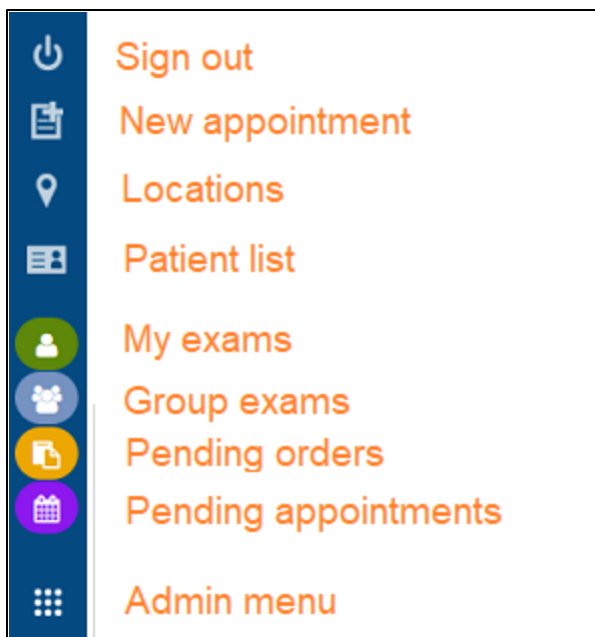 Sign out
New appointment
Locations
Patient list
My exams
Group exams
Pending orders
Pending appointments
Admin menu